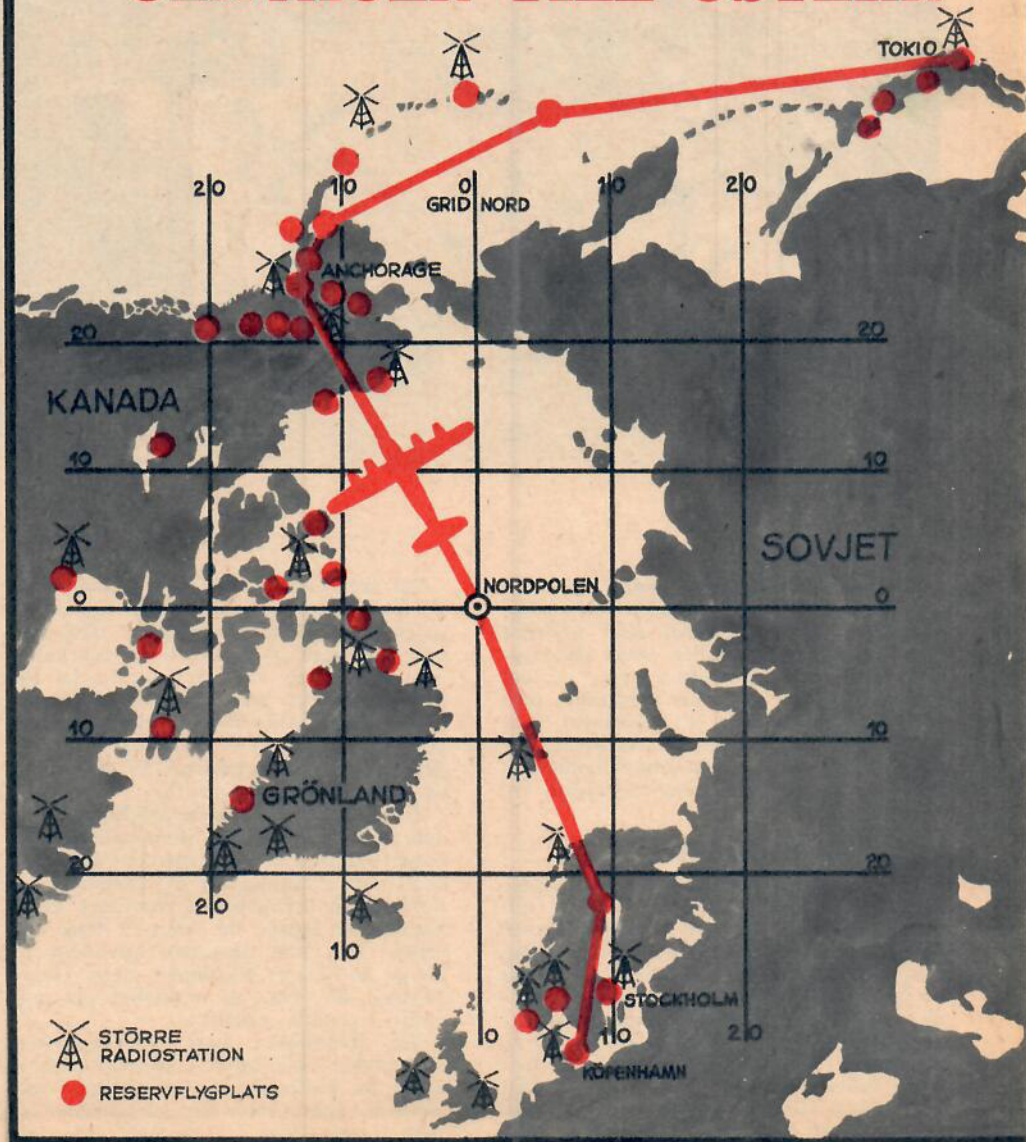 TOKIO
20 10 0 10 20
GRID NORD
ANCHORAGE
20 20
KANADA
10 10
SOVJET
NORDPOLEN
0 0
10 10
GRÖNLAND
20 20
20
10
STOCKHOLM
0 10 20
KÖPENHAMN
STÖRRE
RADIOSTATION
RESERVFLYGPLATS